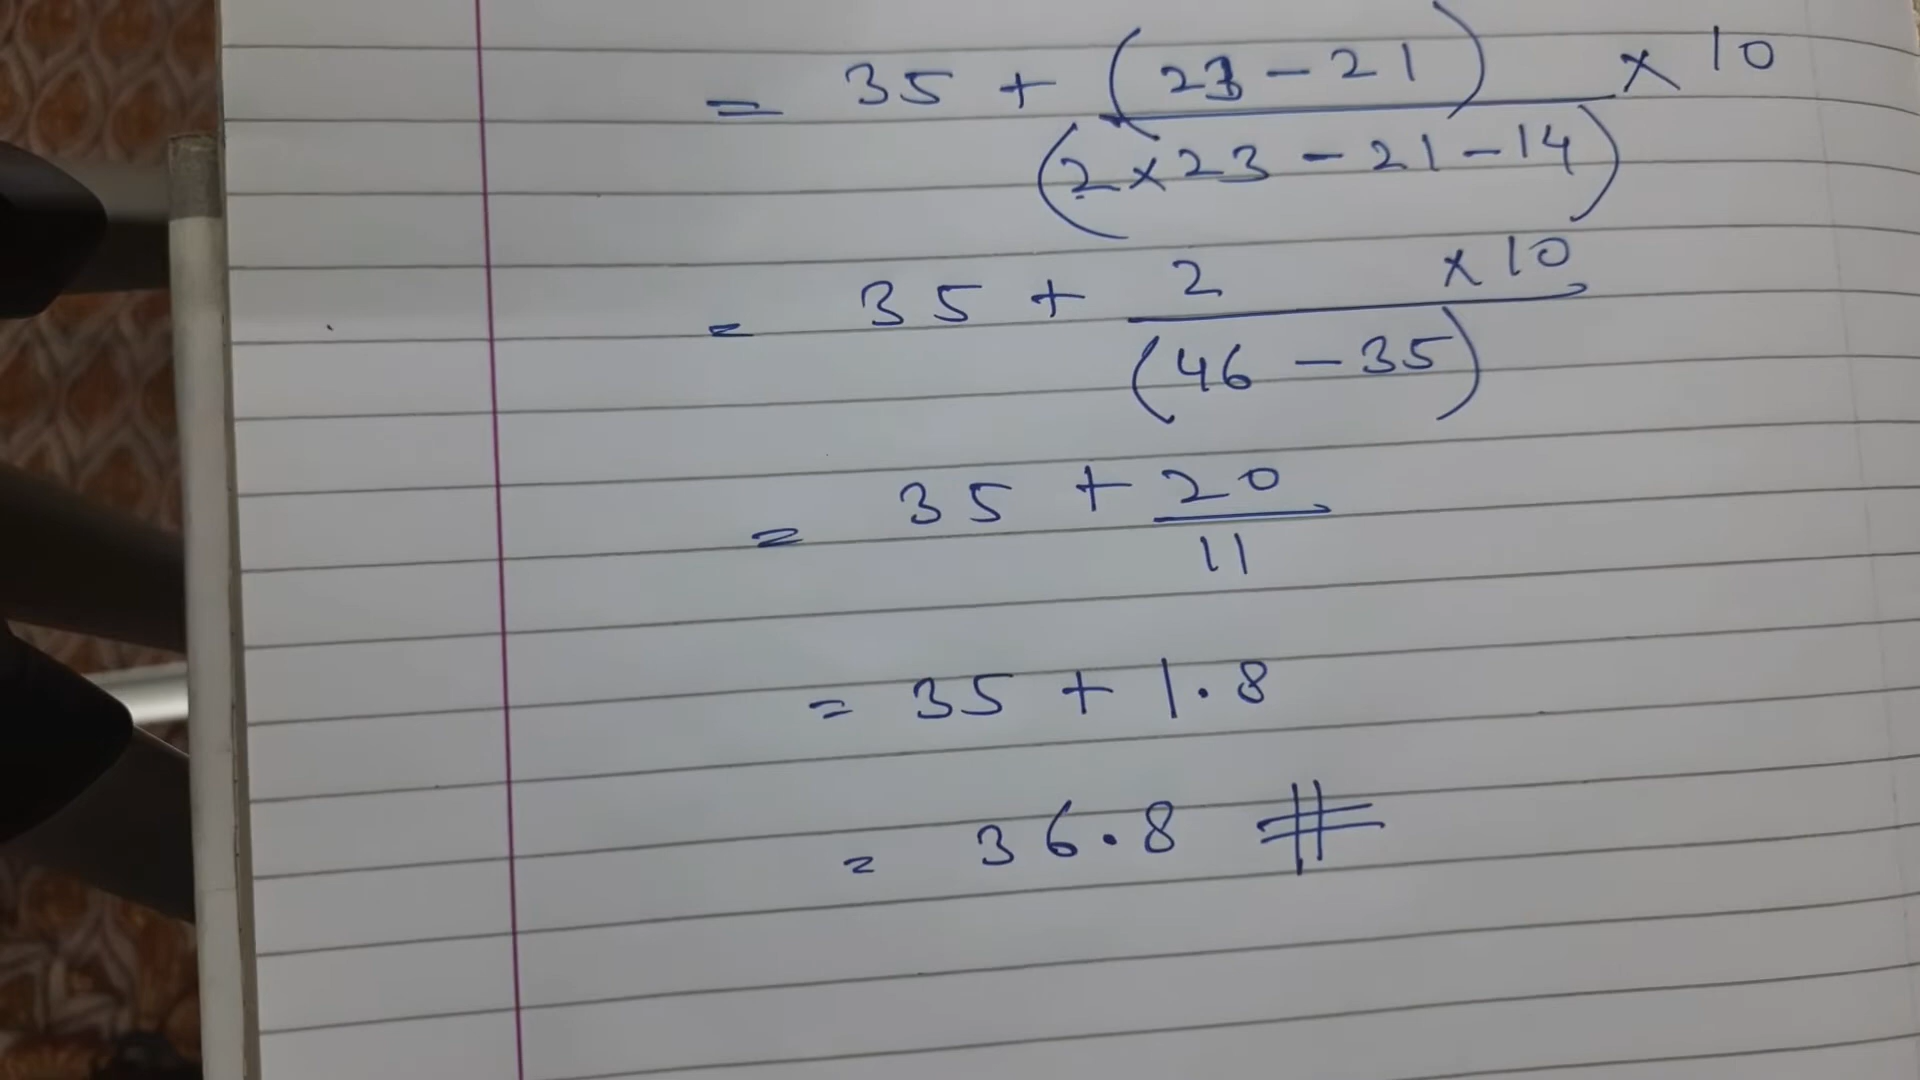 = 35 + (23 - 21) × 10
(2×23 - 21 - 14)
= 35 + 2 × 10
(46 - 35)
= 35 + 20
11
= 35 + 1.8
= 36.8 #